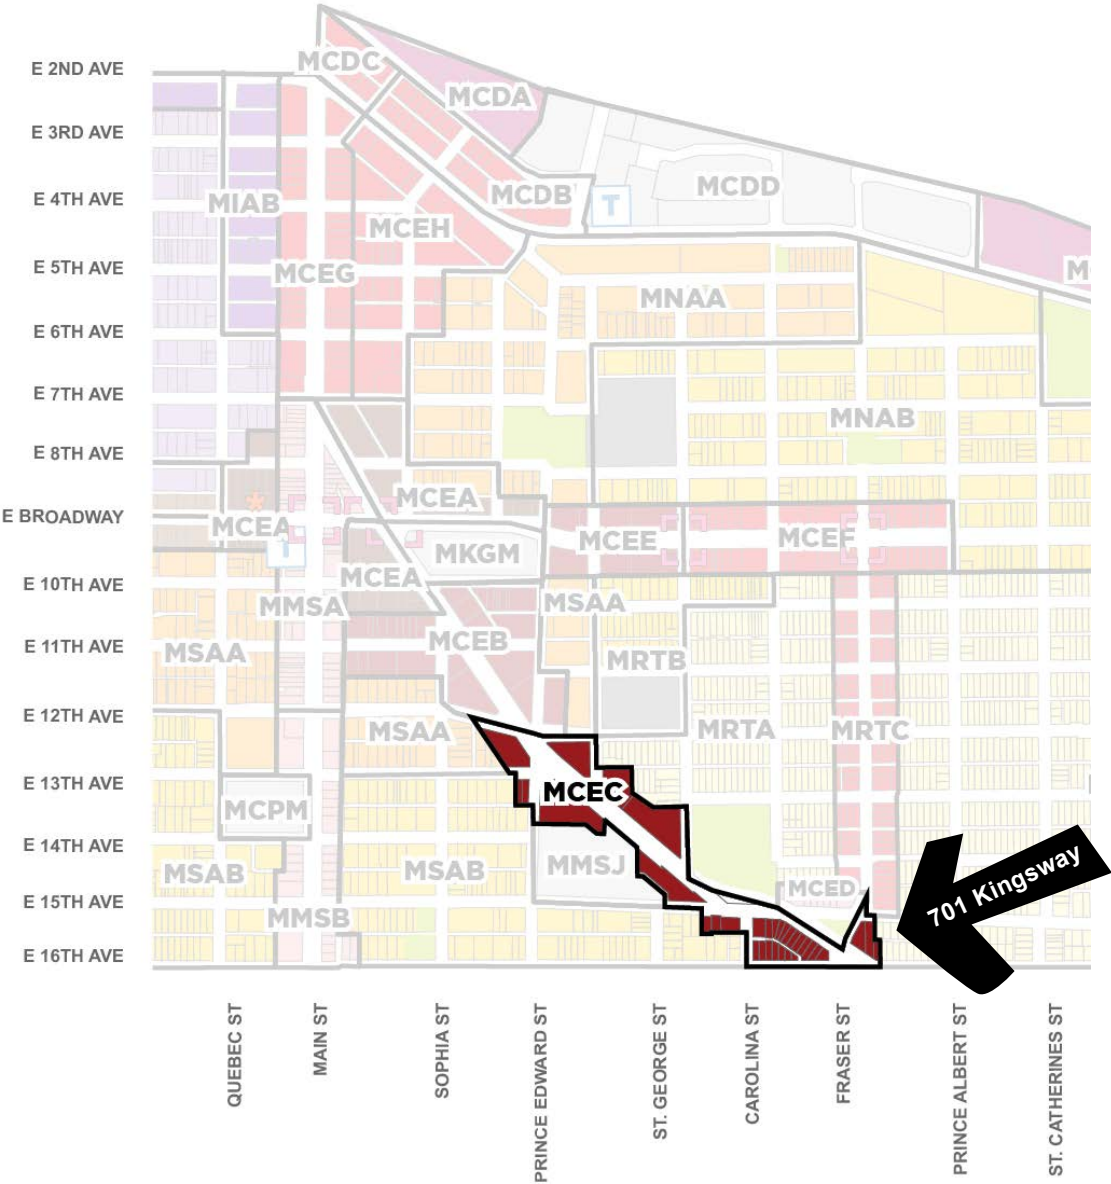 E 2ND AVE
E 3RD AVE
E 4TH AVE
E 5TH AVE
E 6TH AVE
E 7TH AVE
E 8TH AVE
E BROADWAY
E 10TH AVE
E 11TH AVE
E 12TH AVE
E 13TH AVE
E 14TH AVE
E 15TH AVE
E 16TH AVE
MCDC
MCDA
MCDD
MCDB
T
MIAB
MCEH
MCEG
M
MNAA
MNAB
MCEA
MCEA
T
MKGM
MCEE
MCEF
MCEA
MMSA
MSAA
MCEB
MSAA
MRTB
MSAA
MRTA
MRTC
MCEC
MCPM
MSAB
MSAB
MMSJ
MCED
MMSB
701 Kingsway
QUEBEC ST
MAIN ST
SOPHIA ST
PRINCE EDWARD ST
ST. GEORGE ST
CAROLINA ST
FRASER ST
PRINCE ALBERT ST
ST. CATHERINES ST